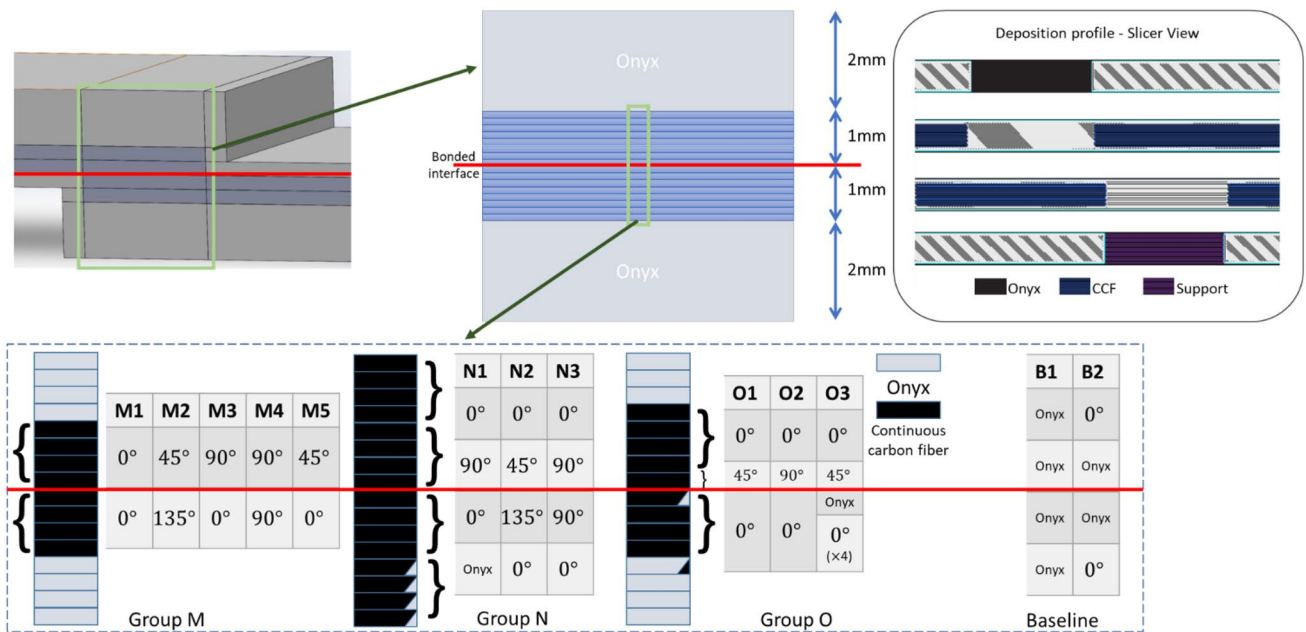 Deposition profile - Slicer View
Onyx
2mm
1mm
Bonded
interface
1mm
Onyx
2mm
Onyx CCF Support
M1 M2 M3 M4 M5
0° 45° 90° 90° 45°
0° 135° 0° 90° 0°
Group M
N1 N2 N3
0° 0° 0°
90° 45° 90°
0° 135° 90°
Onyx 0° 0°
Group N
O1 O2 O3
0° 0° 0°
45° 90° 45°
Onyx
0° 0° 0°
(×4)
Group O
Onyx
Continuous
carbon fiber
B1 B2
Onyx 0°
Onyx Onyx
Onyx Onyx
Onyx 0°
Baseline